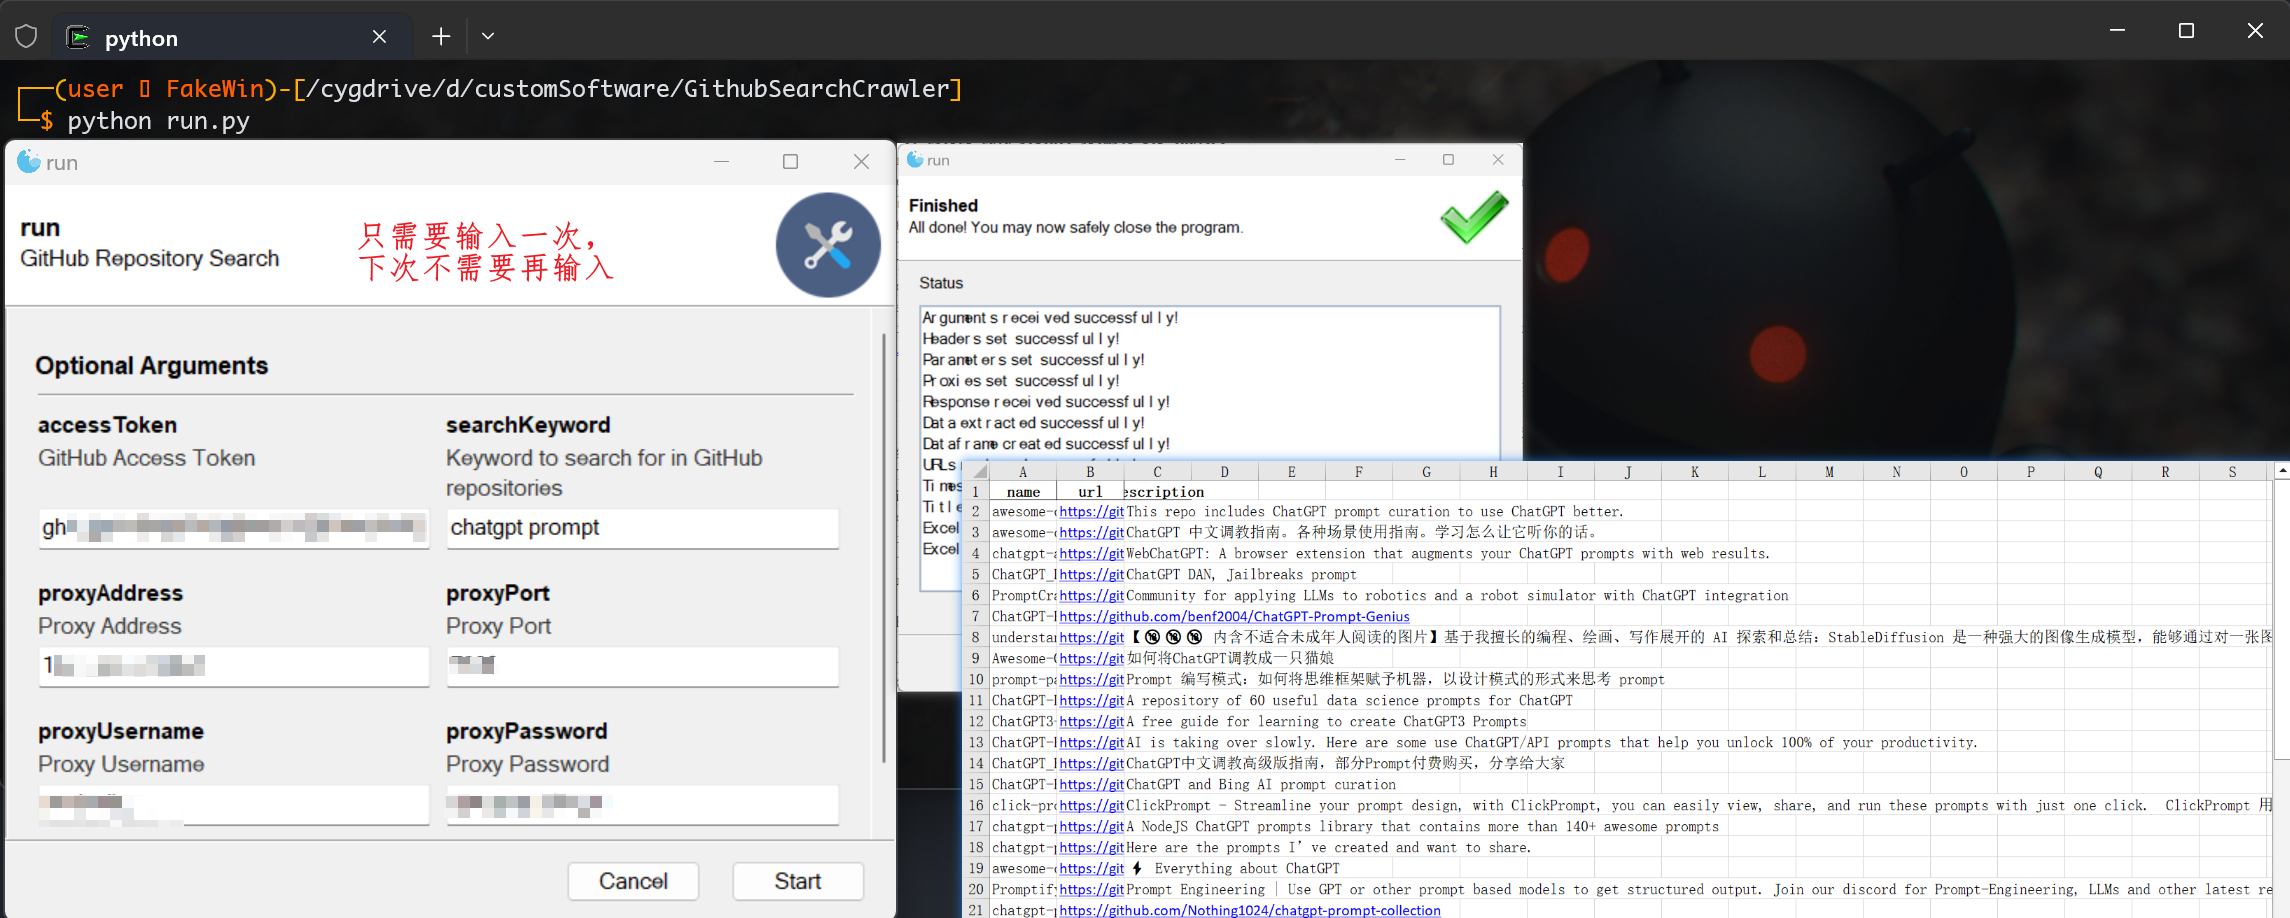 python
(user FakeWin)-[/cygdrive/d/customSoftware/GithubSearchCrawler]
$ python run.py
run
run
GitHub Repository Search
只需要输入一次，
下次不需要再输入
Optional Arguments
accessToken
GitHub Access Token
gh
searchKeyword
Keyword to search for in GitHub
repositories
chatgpt prompt
proxyAddress
Proxy Address
1
proxyPort
Proxy Port
proxyUsername
Proxy Username
proxyPassword
Proxy Password
Cancel
Start
run
Finished
All done! You may now safely close the program.
Status
Arguments received successfully!
Headers set successfully!
Parameters set successfully!
Proxies set successfully!
Response received successfully!
Data extracted successfully!
Dataframe created successfully!
URLs
Times
Title
Excel
Excel
A B C D E F G H I J K L M N O P Q R S
1 name url escription
2 awesome- https://git This repo includes ChatGPT prompt curation to use ChatGPT better.
3 awesome- https://git ChatGPT 中文调教指南。各种场景使用指南。学习怎么让它听你的话。
4 chatgpt- https://git WebChatGPT: A browser extension that augments your ChatGPT prompts with web results.
5 ChatGPT_ https://git ChatGPT DAN, Jailbreaks prompt
6 PromptCra https://git Community for applying LLMs to robotics and a robot simulator with ChatGPT integration
7 ChatGPT- https://github.com/benf2004/ChatGPT-Prompt-Genius
8 understa https://git 【🔞🔞🔞 内含不适合未成年人阅读的图片】基于我擅长的编程、绘画、写作展开的 AI 探索和总结：StableDiffusion 是一种强大的图像生成模型，能够通过对一张图
9 Awesome- https://git 如何将ChatGPT调教成一只猫娘
10 prompt-pa https://git Prompt 编写模式：如何将思维框架赋予机器，以设计模式的形式来思考 prompt
11 ChatGPT- https://git A repository of 60 useful data science prompts for ChatGPT
12 ChatGPT3- https://git A free guide for learning to create ChatGPT3 Prompts
13 ChatGPT- https://git AI is taking over slowly. Here are some use ChatGPT/API prompts that help you unlock 100% of your productivity.
14 ChatGPT_ https://git ChatGPT中文调教高级版指南，部分Prompt付费购买，分享给大家
15 ChatGPT- https://git ChatGPT and Bing AI prompt curation
16 click-pro https://git ClickPrompt - Streamline your prompt design, with ClickPrompt, you can easily view, share, and run these prompts with just one click. ClickPrompt 用
17 chatgpt-p https://git A NodeJS ChatGPT prompts library that contains more than 140+ awesome prompts
18 chatgpt-p https://git Here are the prompts I’ve created and want to share.
19 awesome- https://git ⚡ Everything about ChatGPT
20 Promptify https://git Prompt Engineering | Use GPT or other prompt based models to get structured output. Join our discord for Prompt-Engineering, LLMs and other latest re
21 chatgpt-p https://github.com/Nothing1024/chatgpt-prompt-collection